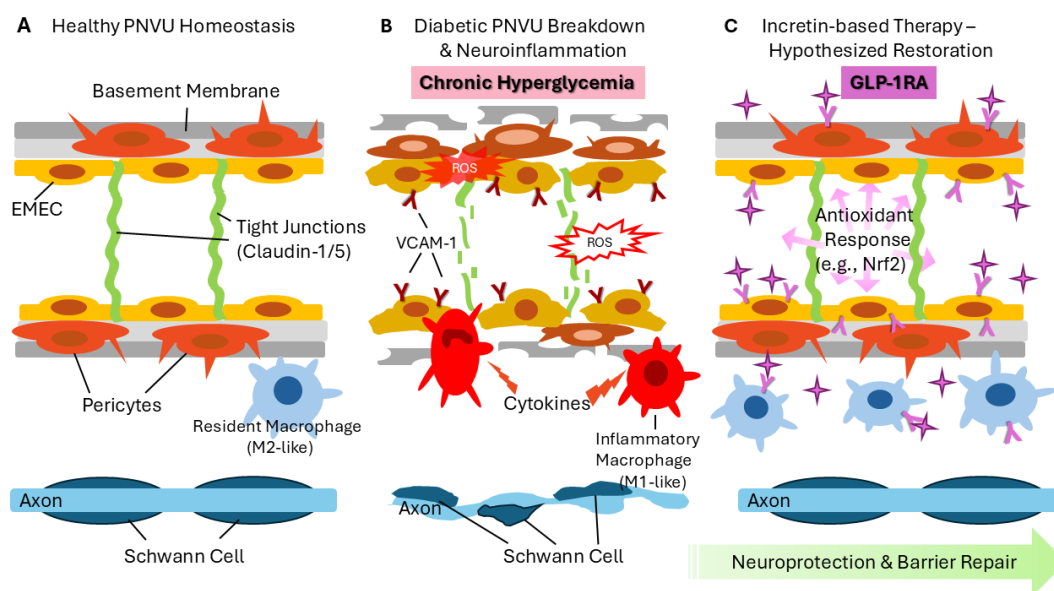 A Healthy PNVU Homeostasis
Basement Membrane
EMEC
Tight Junctions
(Claudin-1/5)
Pericytes
Resident Macrophage
(M2-like)
Axon
Schwann Cell
B Diabetic PNVU Breakdown
& Neuroinflammation
Chronic Hyperglycemia
ROS
VCAM-1
ROS
Cytokines
Inflammatory
Macrophage
(M1-like)
Axon
Schwann Cell
C Incretin-based Therapy –
Hypothesized Restoration
GLP-1RA
Antioxidant
Response
(e.g., Nrf2)
Axon
Neuroprotection & Barrier Repair